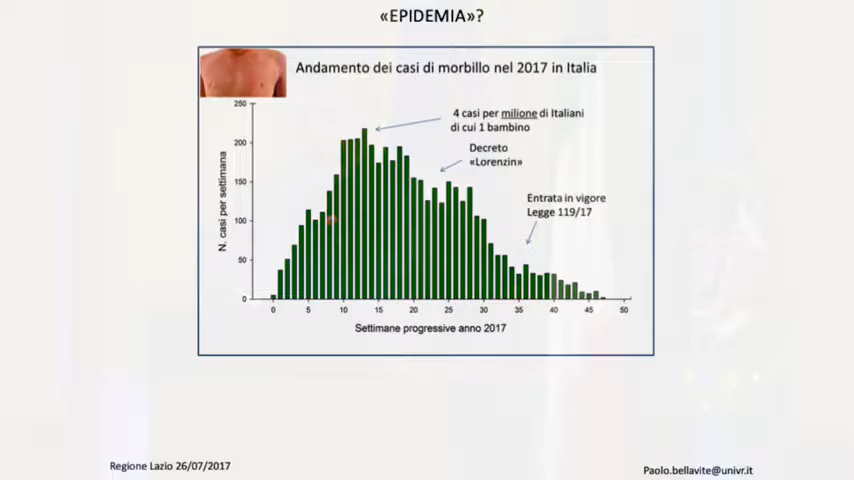 «EPIDEMIA»?
Andamento dei casi di morbillo nel 2017 in Italia
4 casi per milione di Italiani
di cui 1 bambino
Decreto
«Lorenzin»
Entrata in vigore
Legge 119/17
N. casi per settimana
250
200
150
100
50
0
0 5 10 15 20 25 30 35 40 45 50
Settimane progressive anno 2017
Regione Lazio 26/07/2017
Paolo.bellavite@univr.it